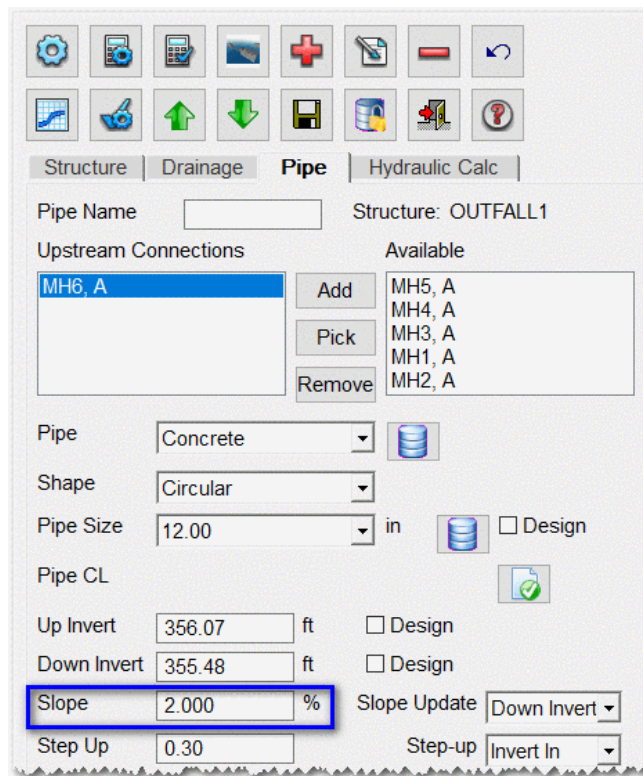 Structure Drainage Pipe Hydraulic Calc
Pipe Name Structure: OUTFALL1
Upstream Connections Available
MH6, A Add MH5, A
MH4, A
Pick MH3, A
MH1, A
Remove MH2, A
Pipe Concrete
Shape Circular
Pipe Size 12.00 in Design
Pipe CL
Up Invert 356.07 ft Design
Down Invert 355.48 ft Design
Slope 2.000 % Slope Update Down Invert
Step Up 0.30 Step-up Invert In